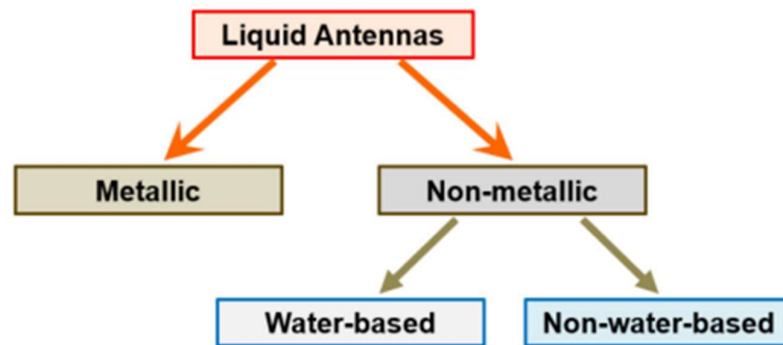 Liquid Antennas
Metallic
Non-metallic
Water-based
Non-water-based